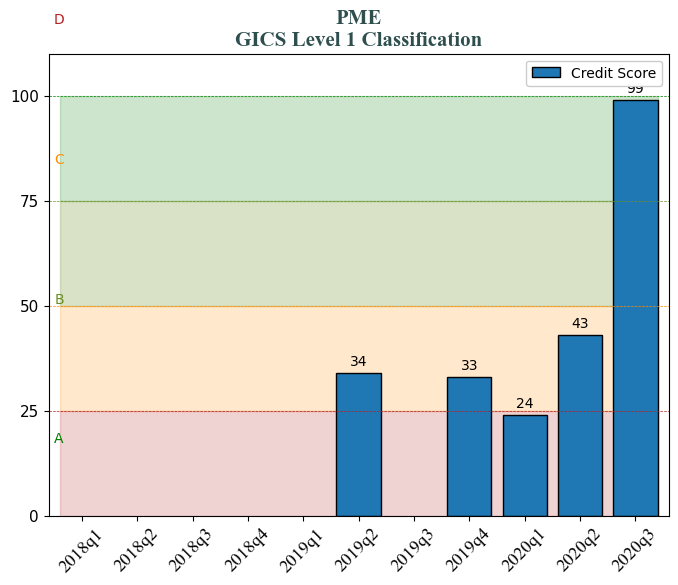 D
PME
GICS Level 1 Classification
Credit Score
100
99
C
75
50
B
43
34
33
25
24
A
0
2018q1
2018q2
2018q3
2018q4
2019q1
2019q2
2019q3
2019q4
2020q1
2020q2
2020q3